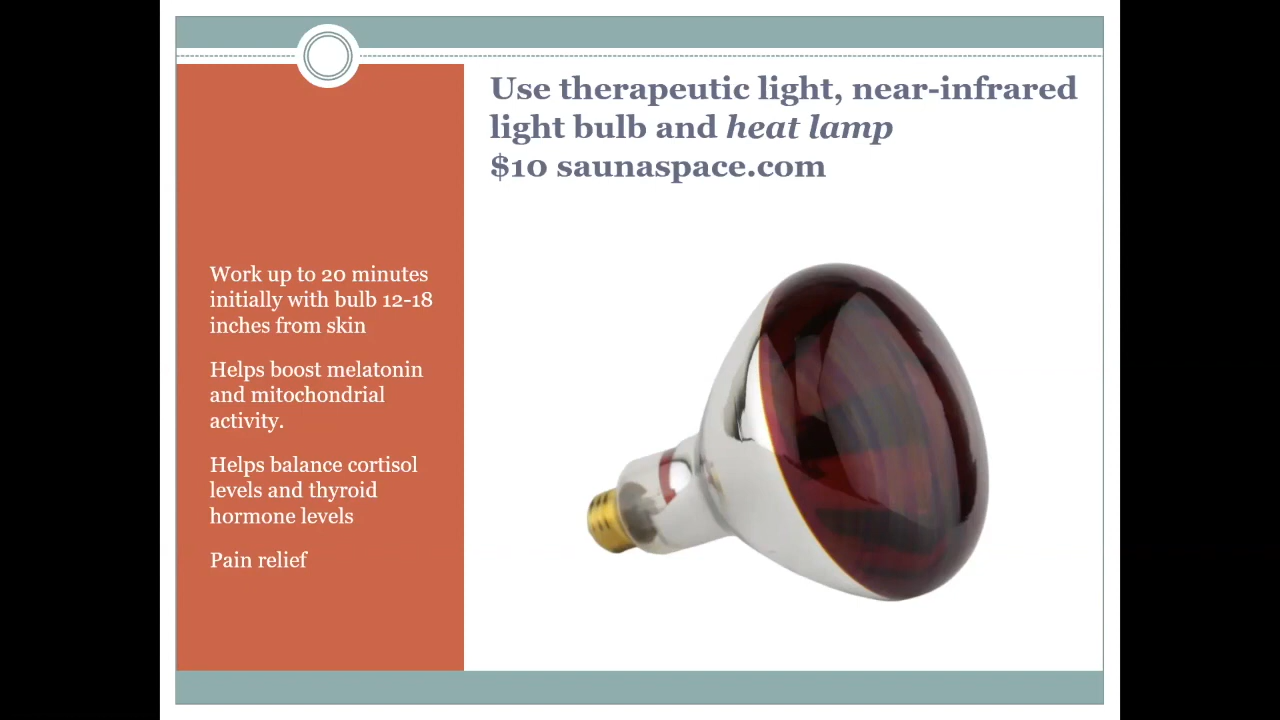 Use therapeutic light, near-infrared
light bulb and heat lamp
$10 saunaspace.com
Work up to 20 minutes
initially with bulb 12-18
inches from skin
Helps boost melatonin
and mitochondrial
activity.
Helps balance cortisol
levels and thyroid
hormone levels
Pain relief